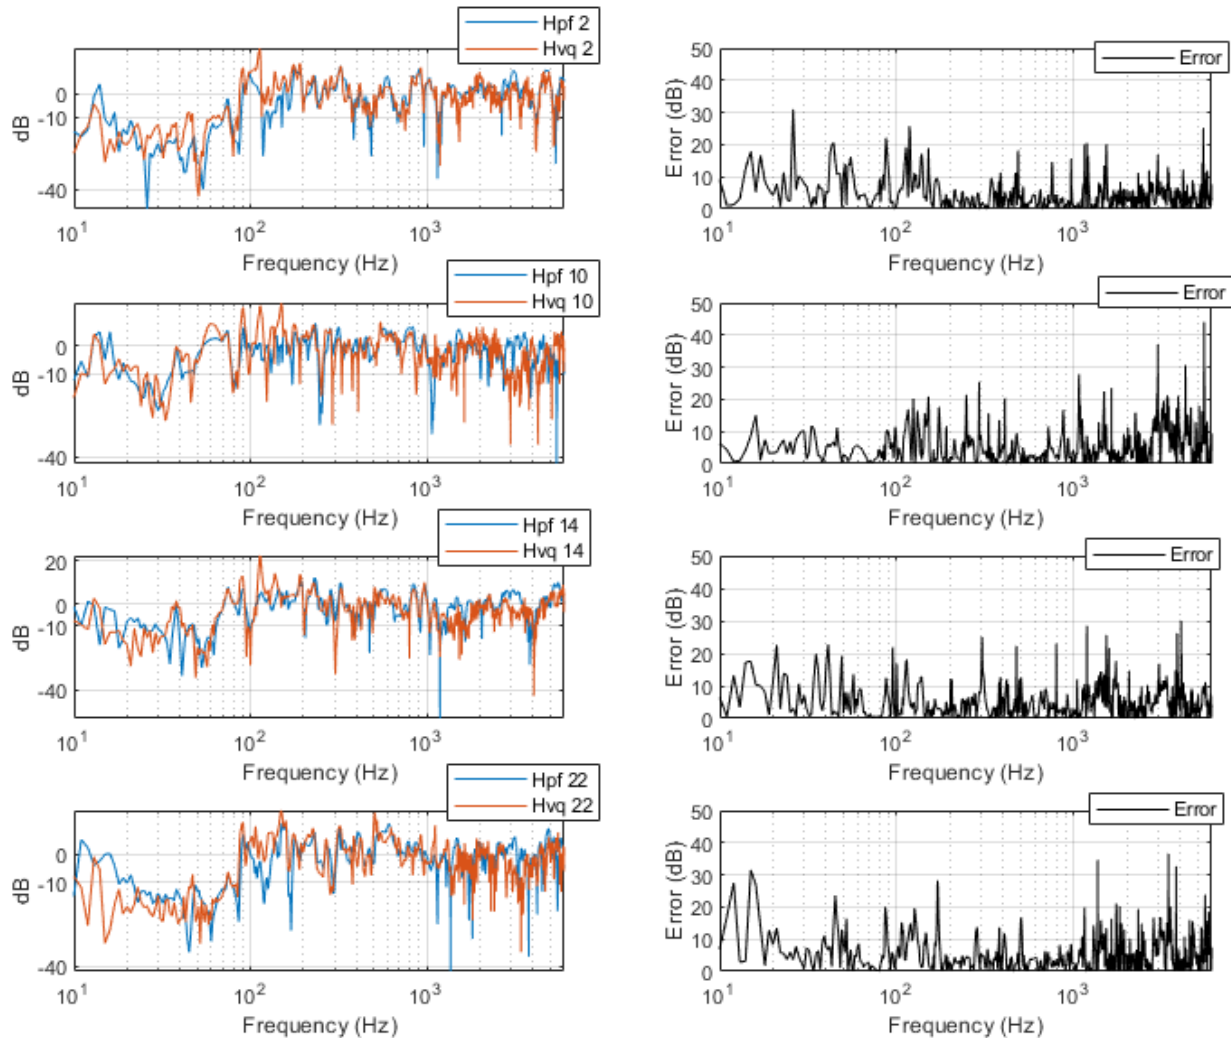 Hpf 2
Hvq 2
0
-10
-40
dB
10^1
10^2
10^3
Frequency (Hz)
Error
50
40
30
20
10
0
Error (dB)
10^1
10^2
10^3
Frequency (Hz)
Hpf 10
Hvq 10
0
-10
-40
dB
10^1
10^2
10^3
Frequency (Hz)
Error
50
40
30
20
10
0
Error (dB)
10^1
10^2
10^3
Frequency (Hz)
Hpf 14
Hvq 14
20
0
-10
-40
dB
10^1
10^2
10^3
Frequency (Hz)
Error
50
40
30
20
10
0
Error (dB)
10^1
10^2
10^3
Frequency (Hz)
Hpf 22
Hvq 22
0
-10
-40
dB
10^1
10^2
10^3
Frequency (Hz)
Error
50
40
30
20
10
0
Error (dB)
10^1
10^2
10^3
Frequency (Hz)